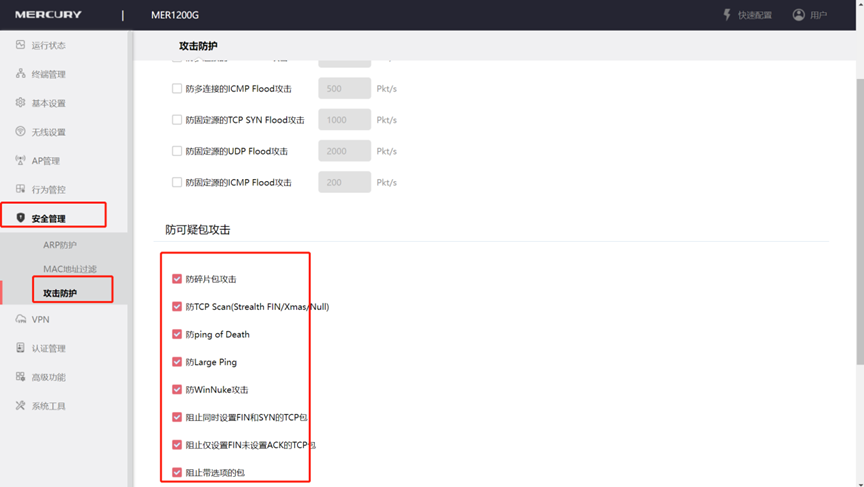 MERCURY | MER1200G 快速配置 用户
运行状态
终端管理
基本设置
无线设置
AP管理
行为管控
安全管理
ARP防护
MAC地址过滤
攻击防护
VPN
认证管理
高级功能
系统工具
攻击防护
防多连接的ICMP Flood攻击 500 Pkt/s
防固定源的TCP SYN Flood攻击 1000 Pkt/s
防固定源的UDP Flood攻击 2000 Pkt/s
防固定源的ICMP Flood攻击 200 Pkt/s
防可疑包攻击
防碎片包攻击
防TCP Scan(Strealth FIN/Xmas/Null)
防ping of Death
防Large Ping
防WinNuke攻击
阻止同时设置FIN和SYN的TCP包
阻止仅设置FIN未设置ACK的TCP包
阻止带选项的包